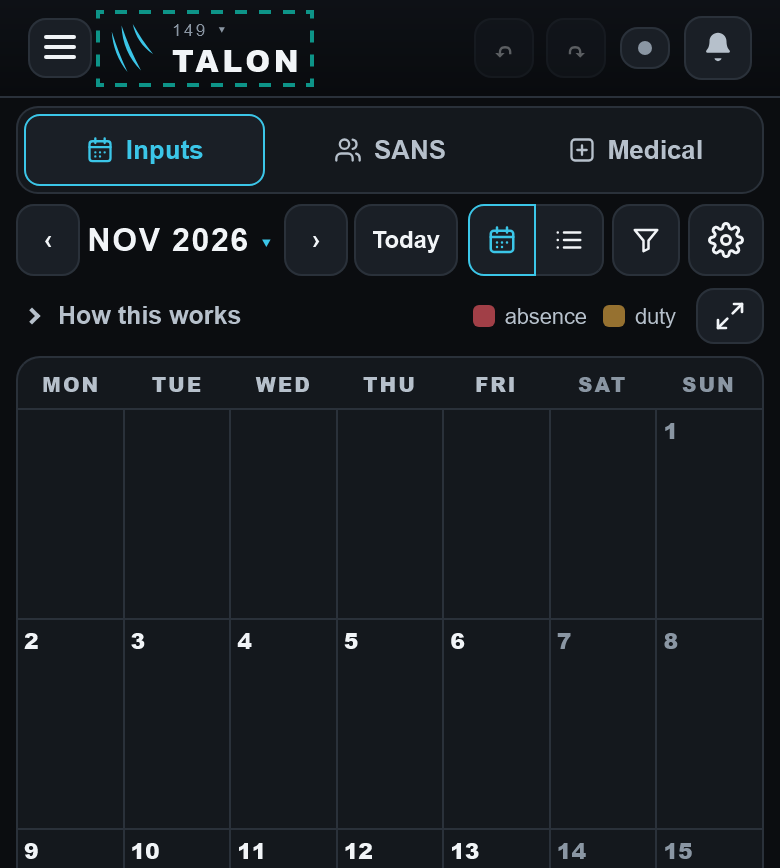 149 ▾
TALON
Inputs SANS Medical
‹ NOV 2026 ▾ › Today
How this works absence duty
MON TUE WED THU FRI SAT SUN
1
2 3 4 5 6 7 8
9 10 11 12 13 14 15